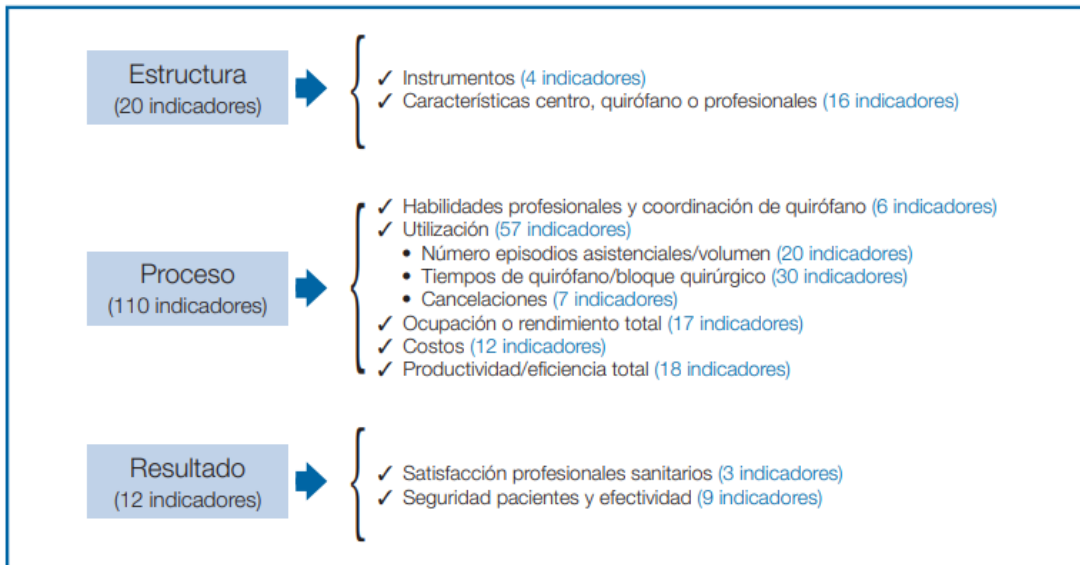 Estructura
(20 indicadores)
✓ Instrumentos (4 indicadores)
✓ Característícas centro, quirófano o profesionales (16 indicadores)
Proceso
(110 indicadores)
✓ Habilidades profesionales y coordinación de quirófano (6 indicadores)
✓ Utilización (57 indicadores)
• Número episodios asistenciales/volumen (20 indicadores)
• Tiempos de quirófano/bloque quirúrgico (30 indicadores)
• Cancelaciones (7 indicadores)
✓ Ocupación o rendimiento total (17 indicadores)
✓ Costos (12 indicadores)
✓ Productividad/eficiencia total (18 indicadores)
Resultado
(12 indicadores)
✓ Satisfacción profesionales sanitarios (3 indicadores)
✓ Seguridad pacientes y efectividad (9 indicadores)